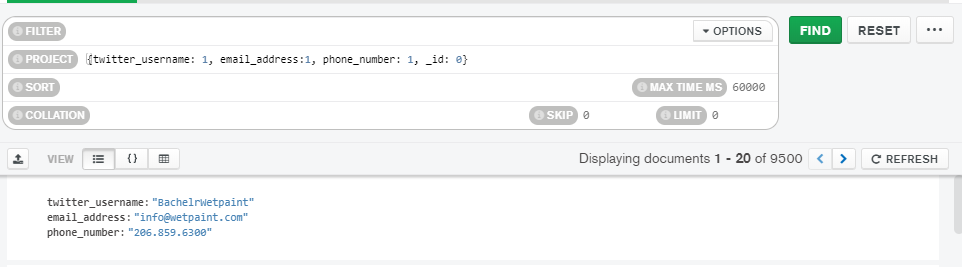 FILTER
OPTIONS
FIND
RESET
PROJECT {twitter_username: 1, email_address:1, phone_number: 1, _id: 0}
SORT
MAX TIME MS 60000
COLLATION
SKIP 0
LIMIT 0
VIEW
{}
Displaying documents 1 - 20 of 9500
REFRESH
twitter_username: "BachelrWetpaint"
email_address: "info@wetpaint.com"
phone_number: "206.859.6300"